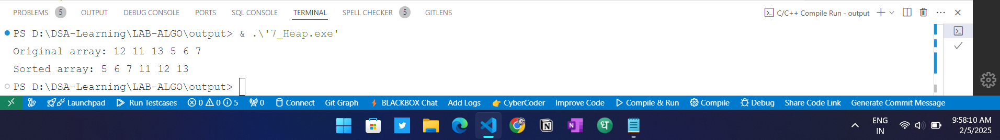 PROBLEMS 5 OUTPUT DEBUG CONSOLE PORTS SQL CONSOLE TERMINAL SPELL CHECKER 5 GITLENS C/C++ Compile Run - output
PS D:\DSA-Learning\LAB-ALGO\output> & .\'7_Heap.exe'
Original array: 12 11 13 5 6 7
Sorted array: 5 6 7 11 12 13
PS D:\DSA-Learning\LAB-ALGO\output>
Launchpad Run Testcases 0 0 5 0 Connect Git Graph BLACKBOX Chat Add Logs CyberCoder Improve Code Compile & Run Compile Debug Share Code Link Generate Commit Message
ENG 9:58:10 AM
IN 2/5/2025